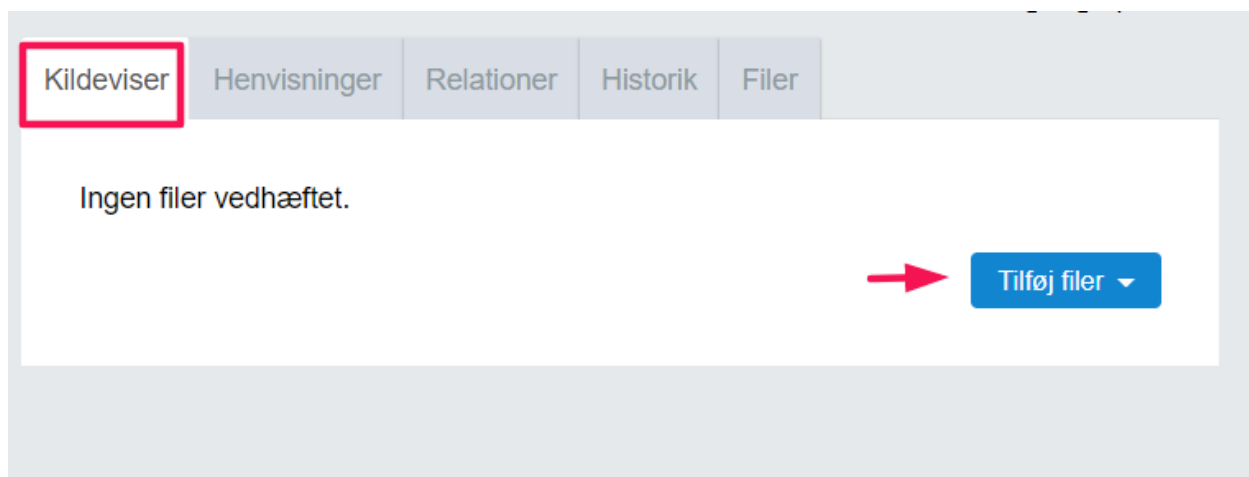 Kildeviser Henvisninger Relationer Historik Filer
Ingen filer vedhæftet.
Tilføj filer